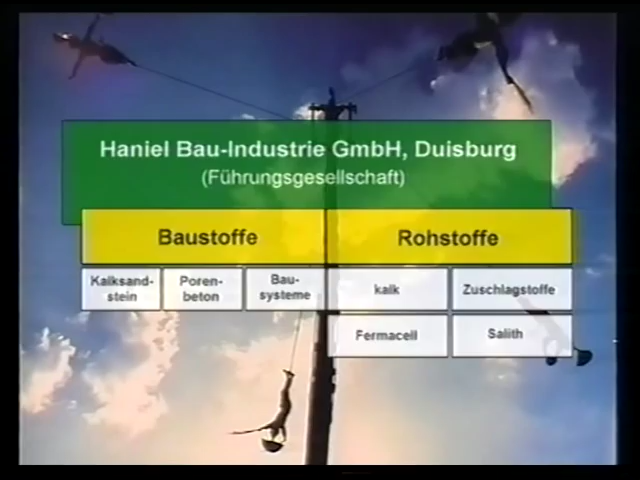 Haniel Bau-Industrie GmbH, Duisburg
(Führungsgesellschaft)
Baustoffe
Rohstoffe
Kalksand-
stein
Poren-
beton
Bau-
systeme
kalk
Zuschlagstoffe
Fermacell
Salith